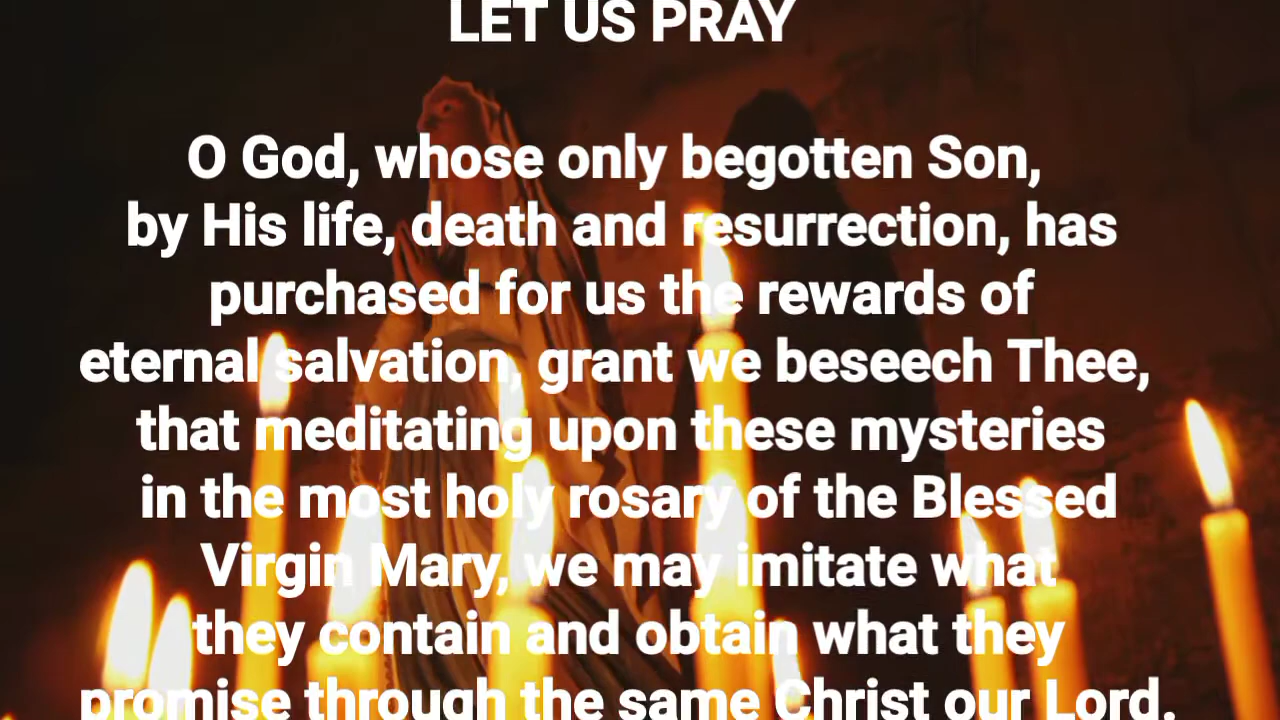 LET US PRAY
O God, whose only begotten Son,
by His life, death and resurrection, has
purchased for us the rewards of
eternal salvation, grant we beseech Thee,
that meditating upon these mysteries
in the most holy rosary of the Blessed
Virgin Mary, we may imitate what
they contain and obtain what they
promise through the same Christ our Lord.